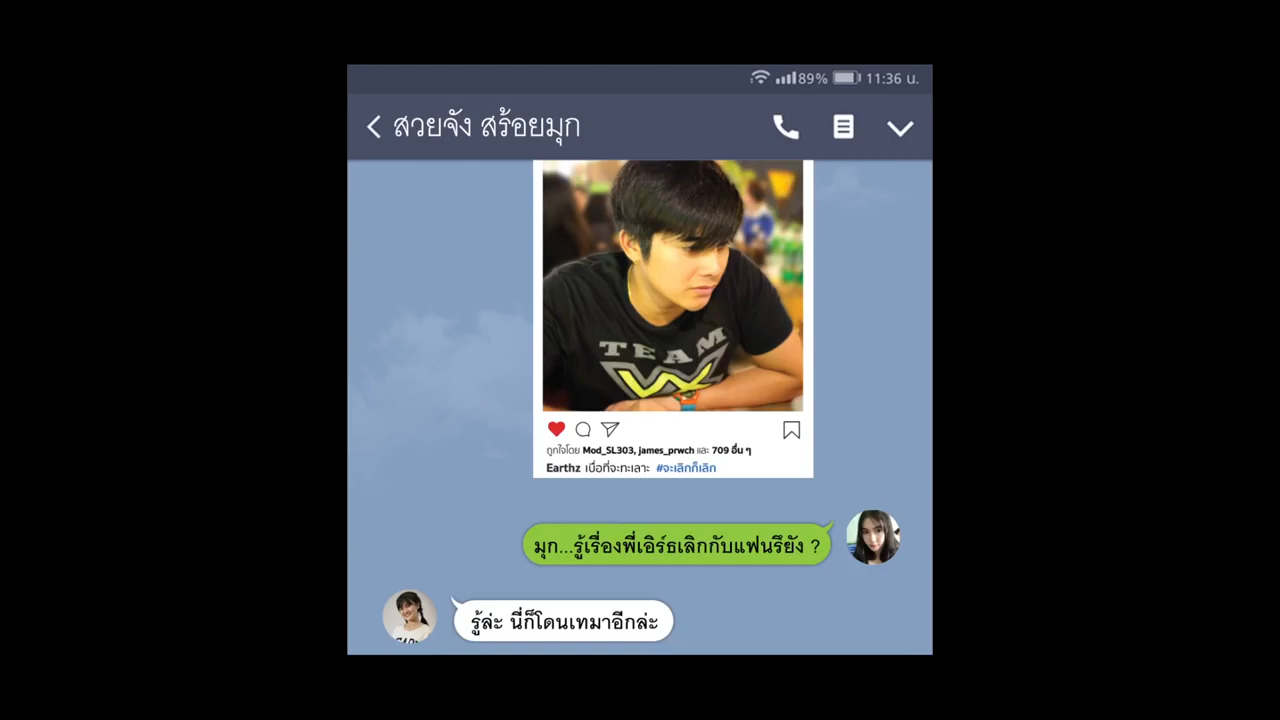 89% 11:36 น.
สวยจัง สร้อยมุก
TEAM
ถูกใจโดย Mod_SL303, james_prwch และ 709 อื่น ๆ
Earthz เบื่อที่จะทะเลาะ #จะเลิกก็เลิก
มุก...รู้เรื่องพี่เอิร์ธเลิกกับแฟนรึยัง ?
รู้ล่ะ นี่ก็โดนเทมาอีกล่ะ